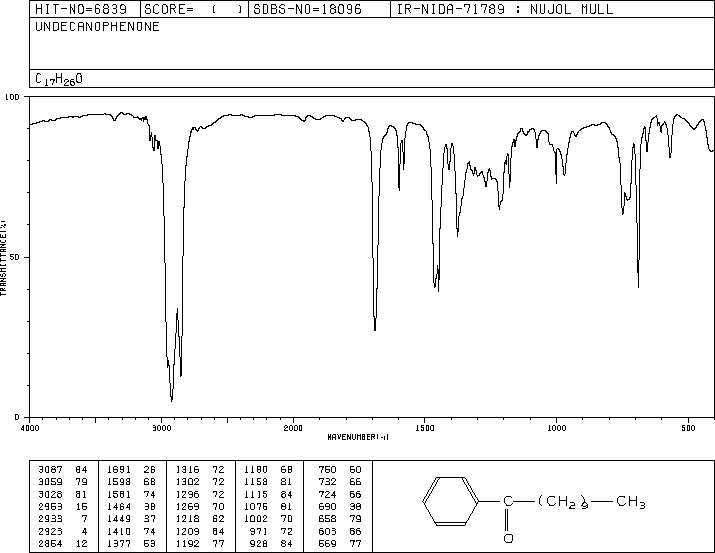 HIT-NO=6839 SCORE= ( ) SDBS-NO=18096 IR-NIDA-71789 : NUJOL MULL
UNDECANOPHENONE
C17H26O
100
50
0
TRANSMITTANCE(%)
4000 3000 2000 1500 1000 500
WAVENUMBER(-1)
3087 84 1691 26 1316 72 1180 68 750 60
3059 79 1598 68 1302 72 1158 81 732 66
3028 81 1581 74 1296 72 1115 84 724 66
2953 15 1464 38 1269 70 1076 81 690 38
2933 7 1449 37 1218 62 1002 70 658 79
2923 4 1410 74 1209 64 971 72 603 86
2854 12 1377 53 1192 77 928 84 569 77
C (CH2)9 CH3
O